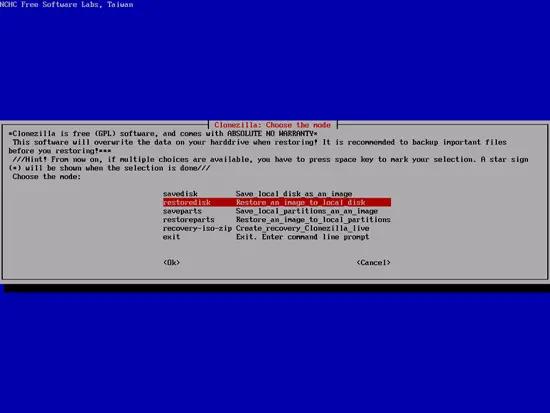 NCHC Free Software Labs, Taiwan
Clonezilla: Choose the mode
*Clonezilla is free (GPL) software, and comes with ABSOLUTE NO WARRANTY*
This software will overwrite the data on your harddrive when restoring! It is recommended to backup important files
before you restoring!***
///Hint! From now on, if multiple choices are available, you have to press space key to mark your selection. A star sign
(*) will be shown when the selection is done///
Choose the mode:
savedisk Save_local_disk_as_an_image
restoredisk Restore_an_image_to_local_disk
saveparts Save_local_partitions_an_an_image
restoreparts Restore_an_image_to_local_partitions
recovery-iso-zip Create_recovery_Clonezilla_live
exit Exit. Enter command line prompt
<Ok> <Cancel>